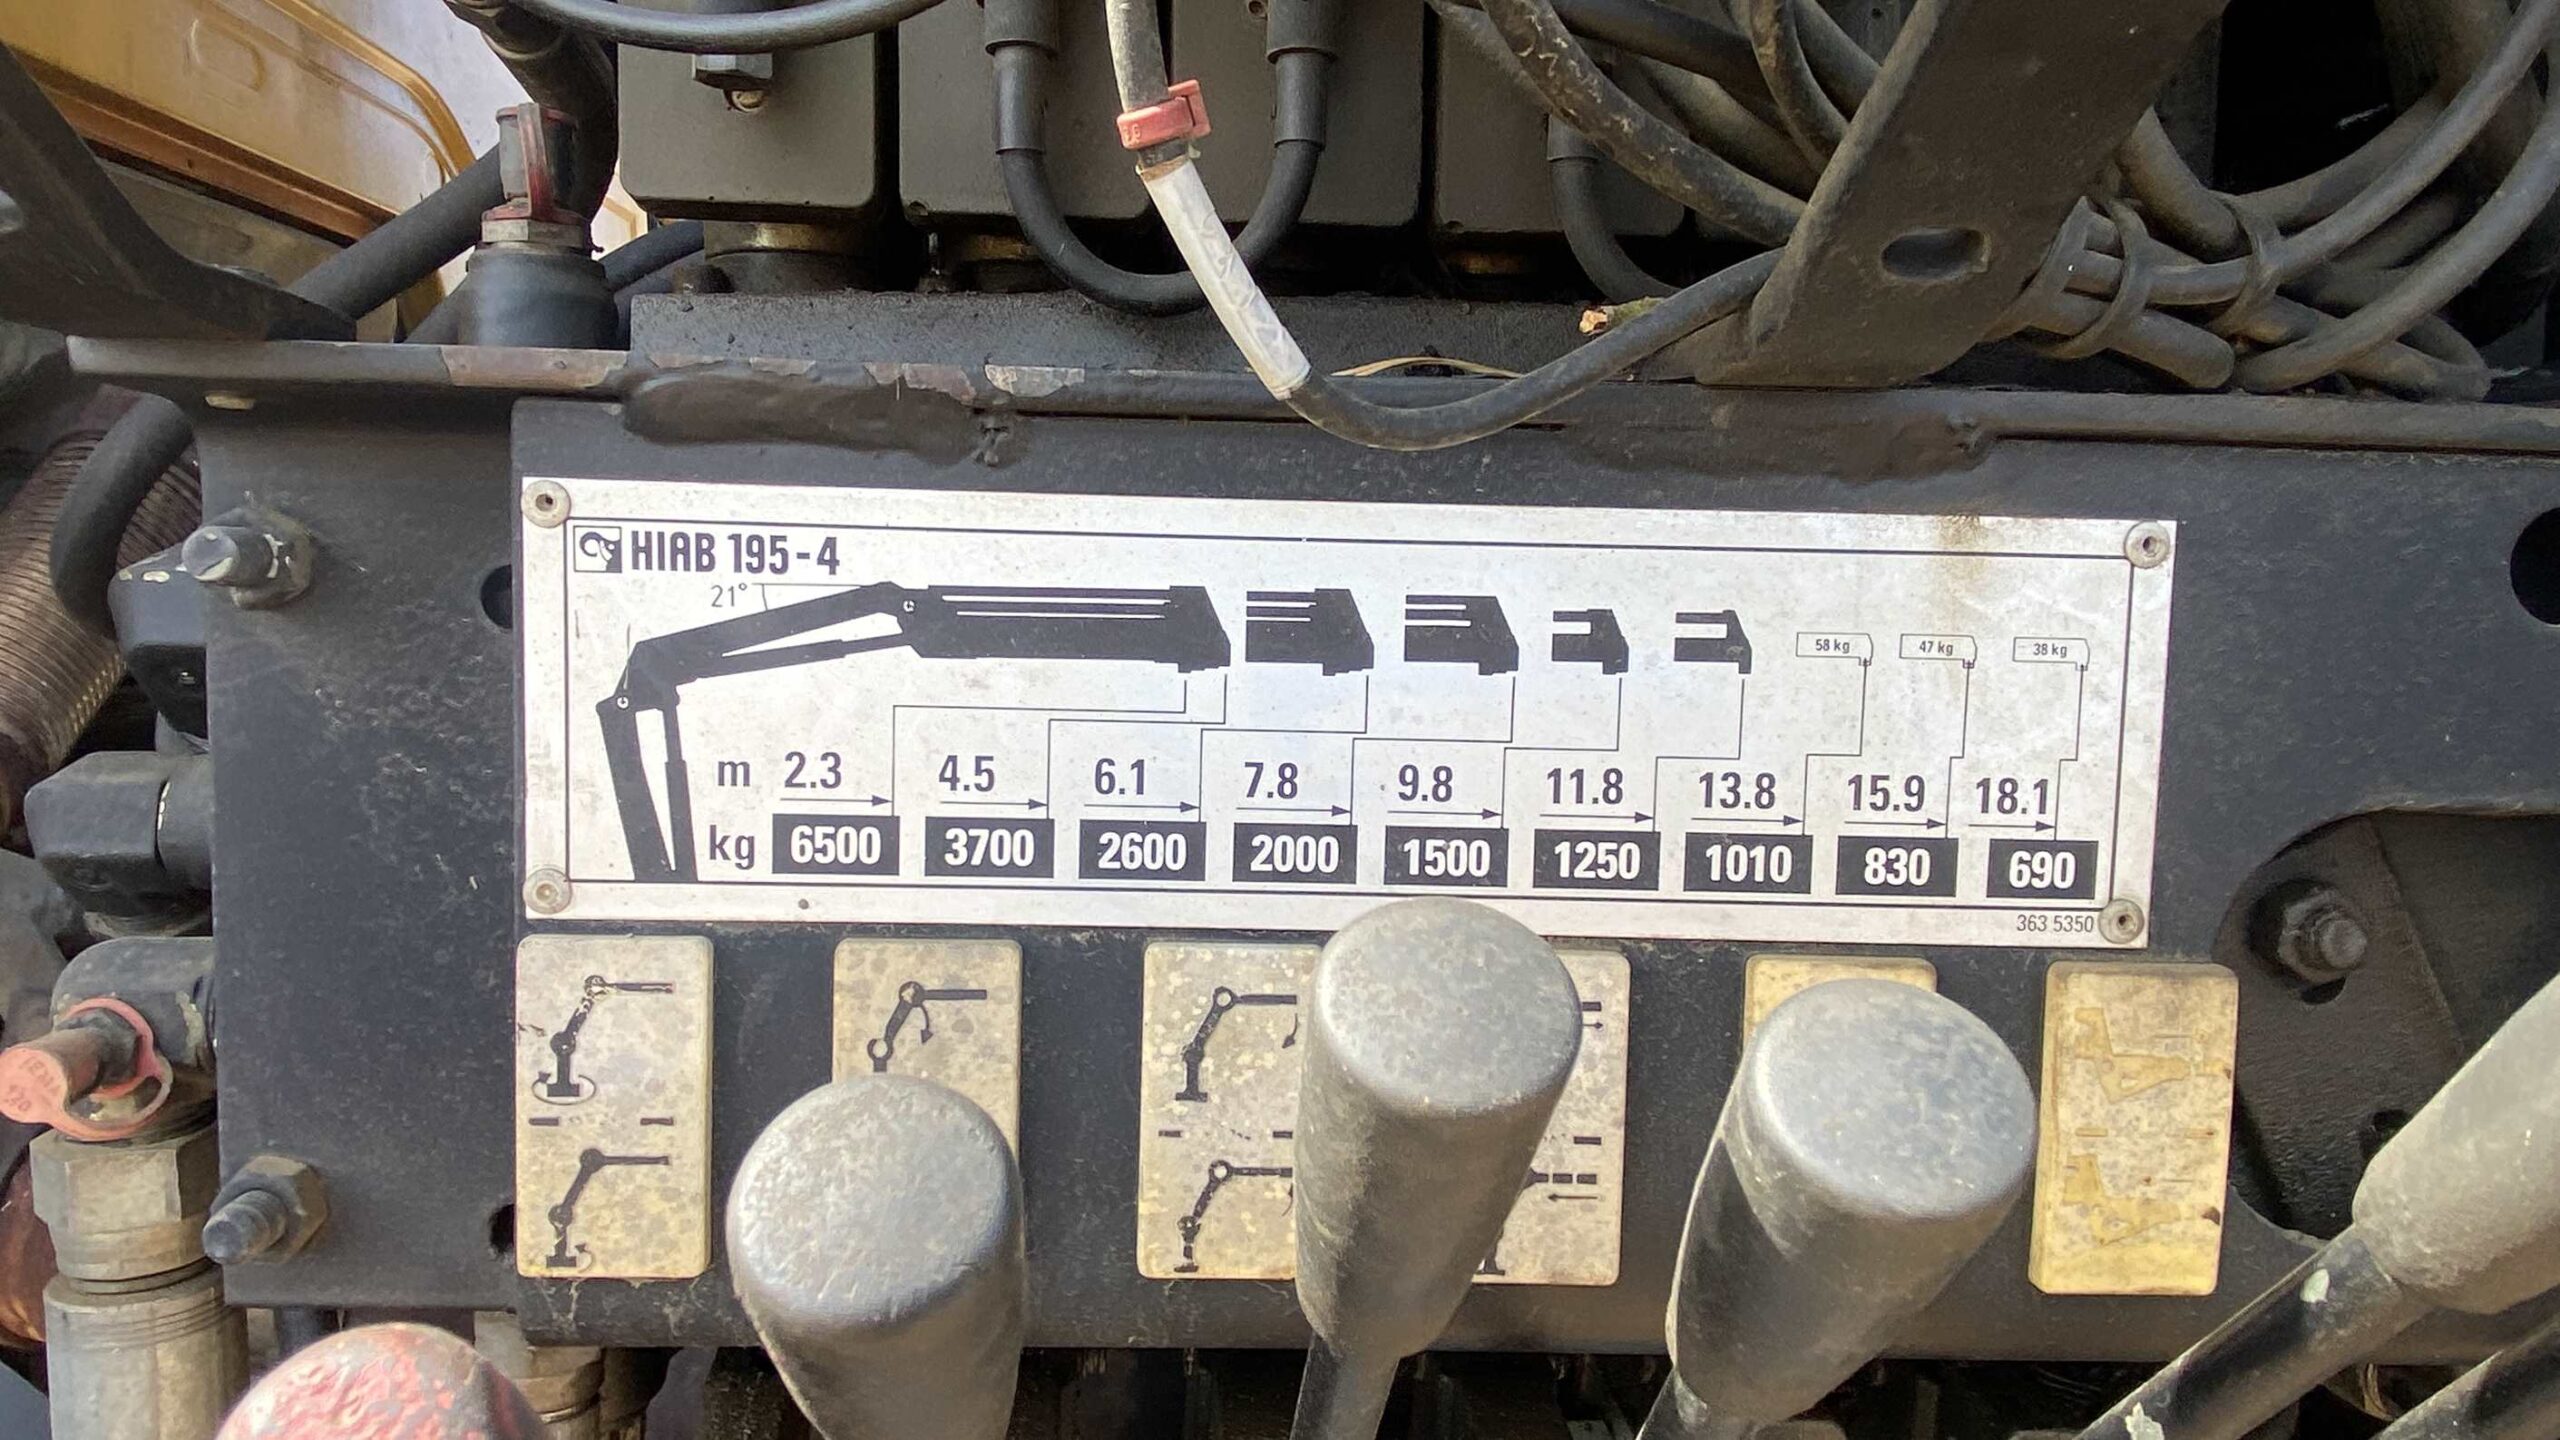 HIAB 195-4
21°
58 kg 47 kg 38 kg
m 2.3 4.5 6.1 7.8 9.8 11.8 13.8 15.9 18.1
kg 6500 3700 2600 2000 1500 1250 1010 830 690
363 5350